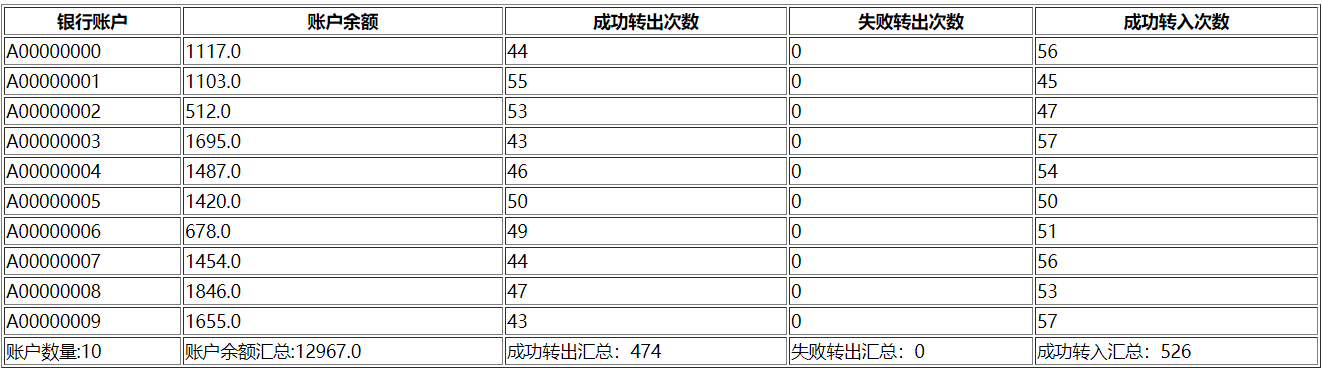 银行账户 账户余额 成功转出次数 失败转出次数 成功转入次数
A00000000 1117.0 44 0 56
A00000001 1103.0 55 0 45
A00000002 512.0 53 0 47
A00000003 1695.0 43 0 57
A00000004 1487.0 46 0 54
A00000005 1420.0 50 0 50
A00000006 678.0 49 0 51
A00000007 1454.0 44 0 56
A00000008 1846.0 47 0 53
A00000009 1655.0 43 0 57
账户数量:10 账户余额汇总:12967.0 成功转出汇总：474 失败转出汇总：0 成功转入汇总：526